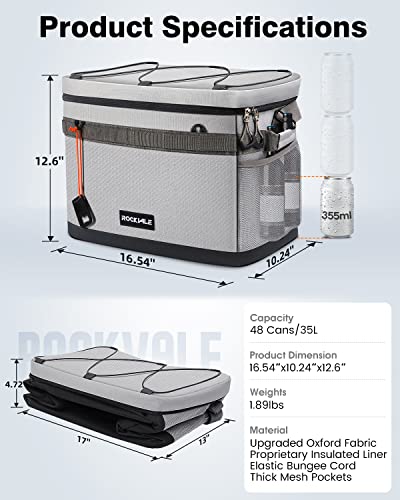 Product Specifications
12.6"
ROCKVALE
355ml
16.54"
10.24"
ROCKVALE
4.72"
17"
13"
Capacity
48 Cans/35L
Product Dimension
16.54"x10.24"x12.6"
Weights
1.89lbs
Material
Upgraded Oxford Fabric
Proprietary Insulated Liner
Elastic Bungee Cord
Thick Mesh Pockets